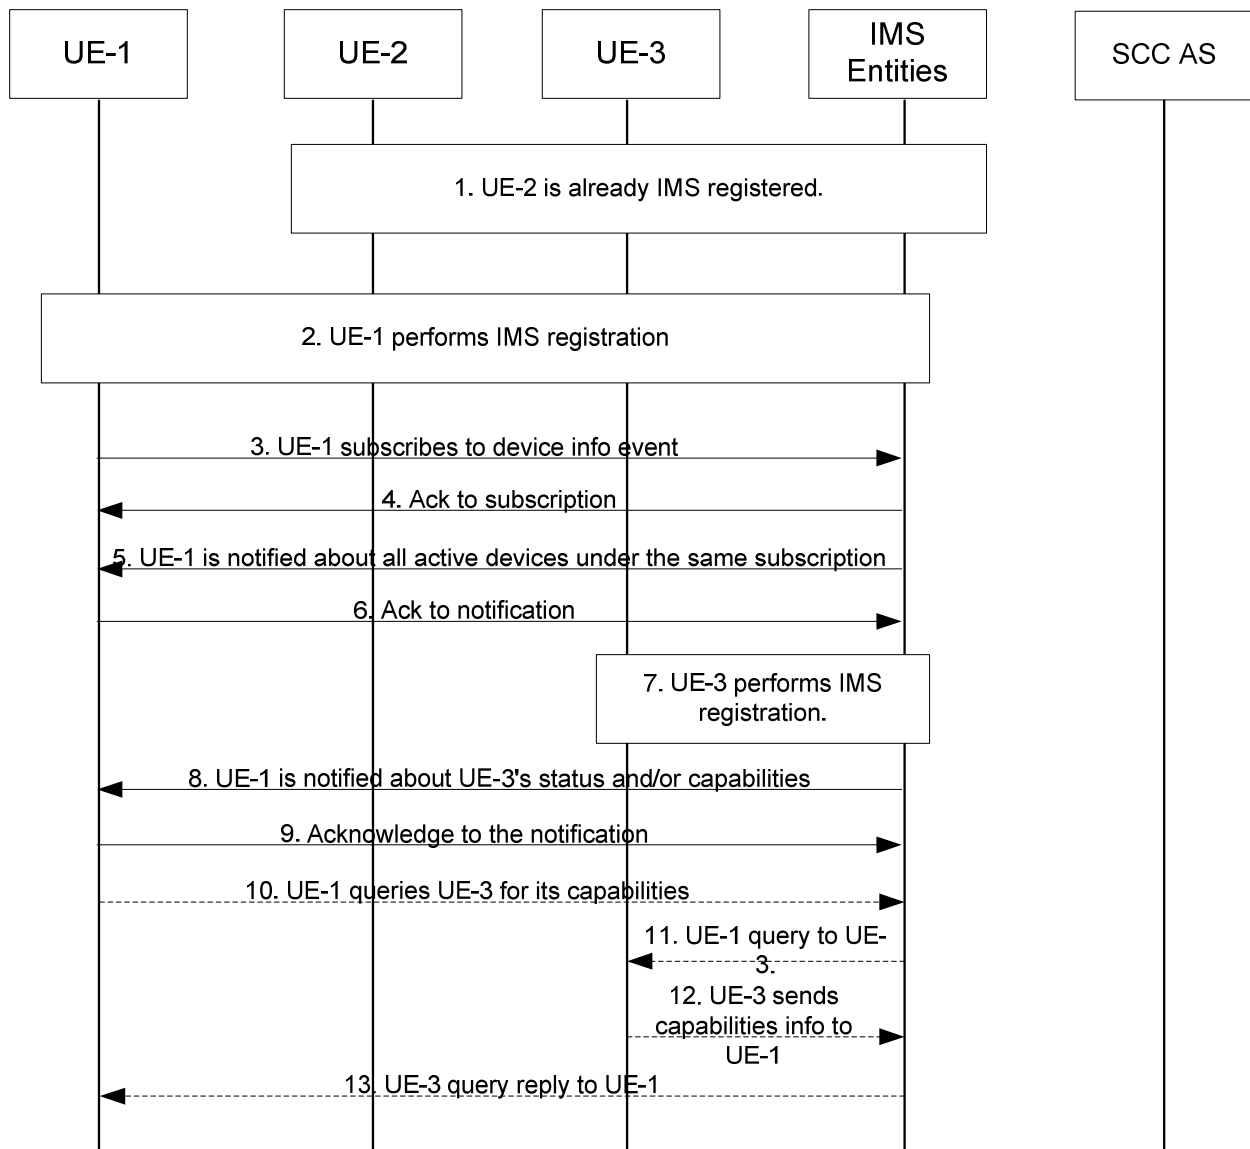 UE-1
UE-2
UE-3
IMS
Entities
SCC AS
1. UE-2 is already IMS registered.
2. UE-1 performs IMS registration
3. UE-1 subscribes to device info event
4. Ack to subscription
5. UE-1 is notified about all active devices under the same subscription
6. Ack to notification
7. UE-3 performs IMS
registration.
8. UE-1 is notified about UE-3's status and/or capabilities
9. Acknowledge to the notification
10. UE-1 queries UE-3 for its capabilities
11. UE-1 query to UE-
3.
12. UE-3 sends
capabilities info to
UE-1
13. UE-3 query reply to UE-1